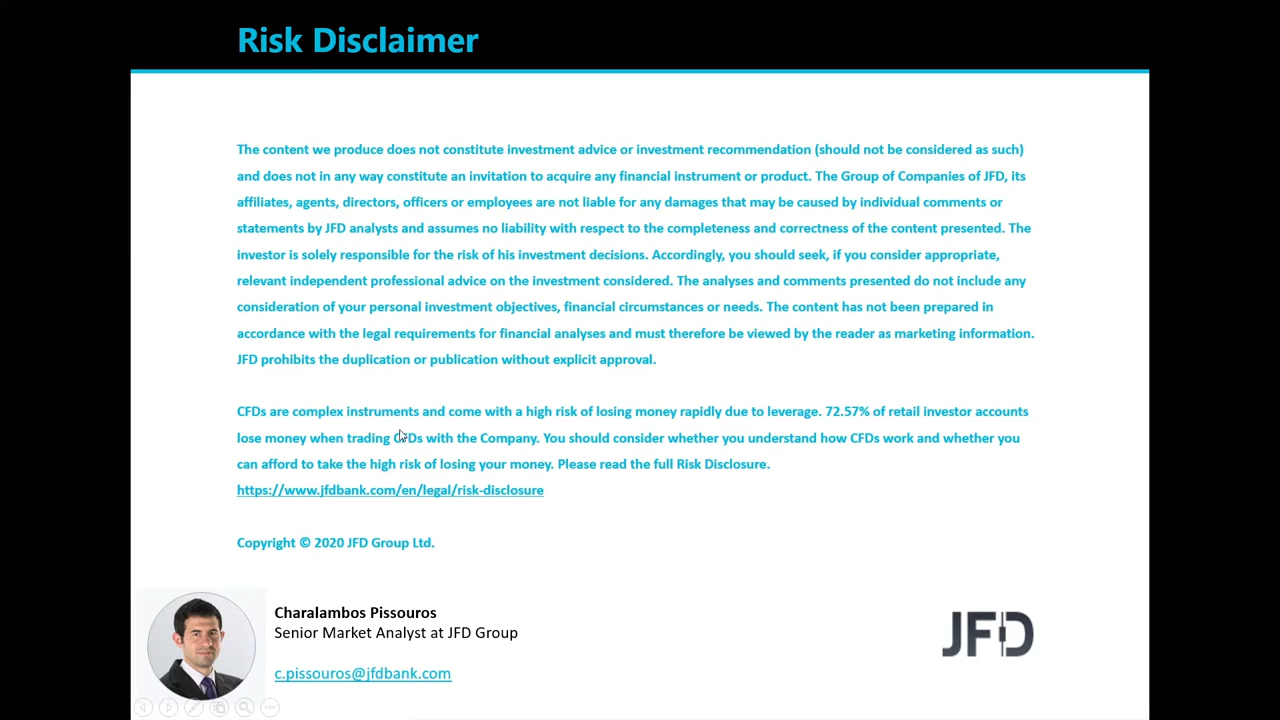 Risk Disclaimer
The content we produce does not constitute investment advice or investment recommendation (should not be considered as such)
and does not in any way constitute an invitation to acquire any financial instrument or product. The Group of Companies of JFD, its
affiliates, agents, directors, officers or employees are not liable for any damages that may be caused by individual comments or
statements by JFD analysts and assumes no liability with respect to the completeness and correctness of the content presented. The
investor is solely responsible for the risk of his investment decisions. Accordingly, you should seek, if you consider appropriate,
relevant independent professional advice on the investment considered. The analyses and comments presented do not include any
consideration of your personal investment objectives, financial circumstances or needs. The content has not been prepared in
accordance with the legal requirements for financial analyses and must therefore be viewed by the reader as marketing information.
JFD prohibits the duplication or publication without explicit approval.
CFDs are complex instruments and come with a high risk of losing money rapidly due to leverage. 72.57% of retail investor accounts
lose money when trading CFDs with the Company. You should consider whether you understand how CFDs work and whether you
can afford to take the high risk of losing your money. Please read the full Risk Disclosure.
https://www.jfdbank.com/en/legal/risk-disclosure
Copyright © 2020 JFD Group Ltd.
Charalambos Pissouros
Senior Market Analyst at JFD Group
c.pissouros@jfdbank.com
JFD